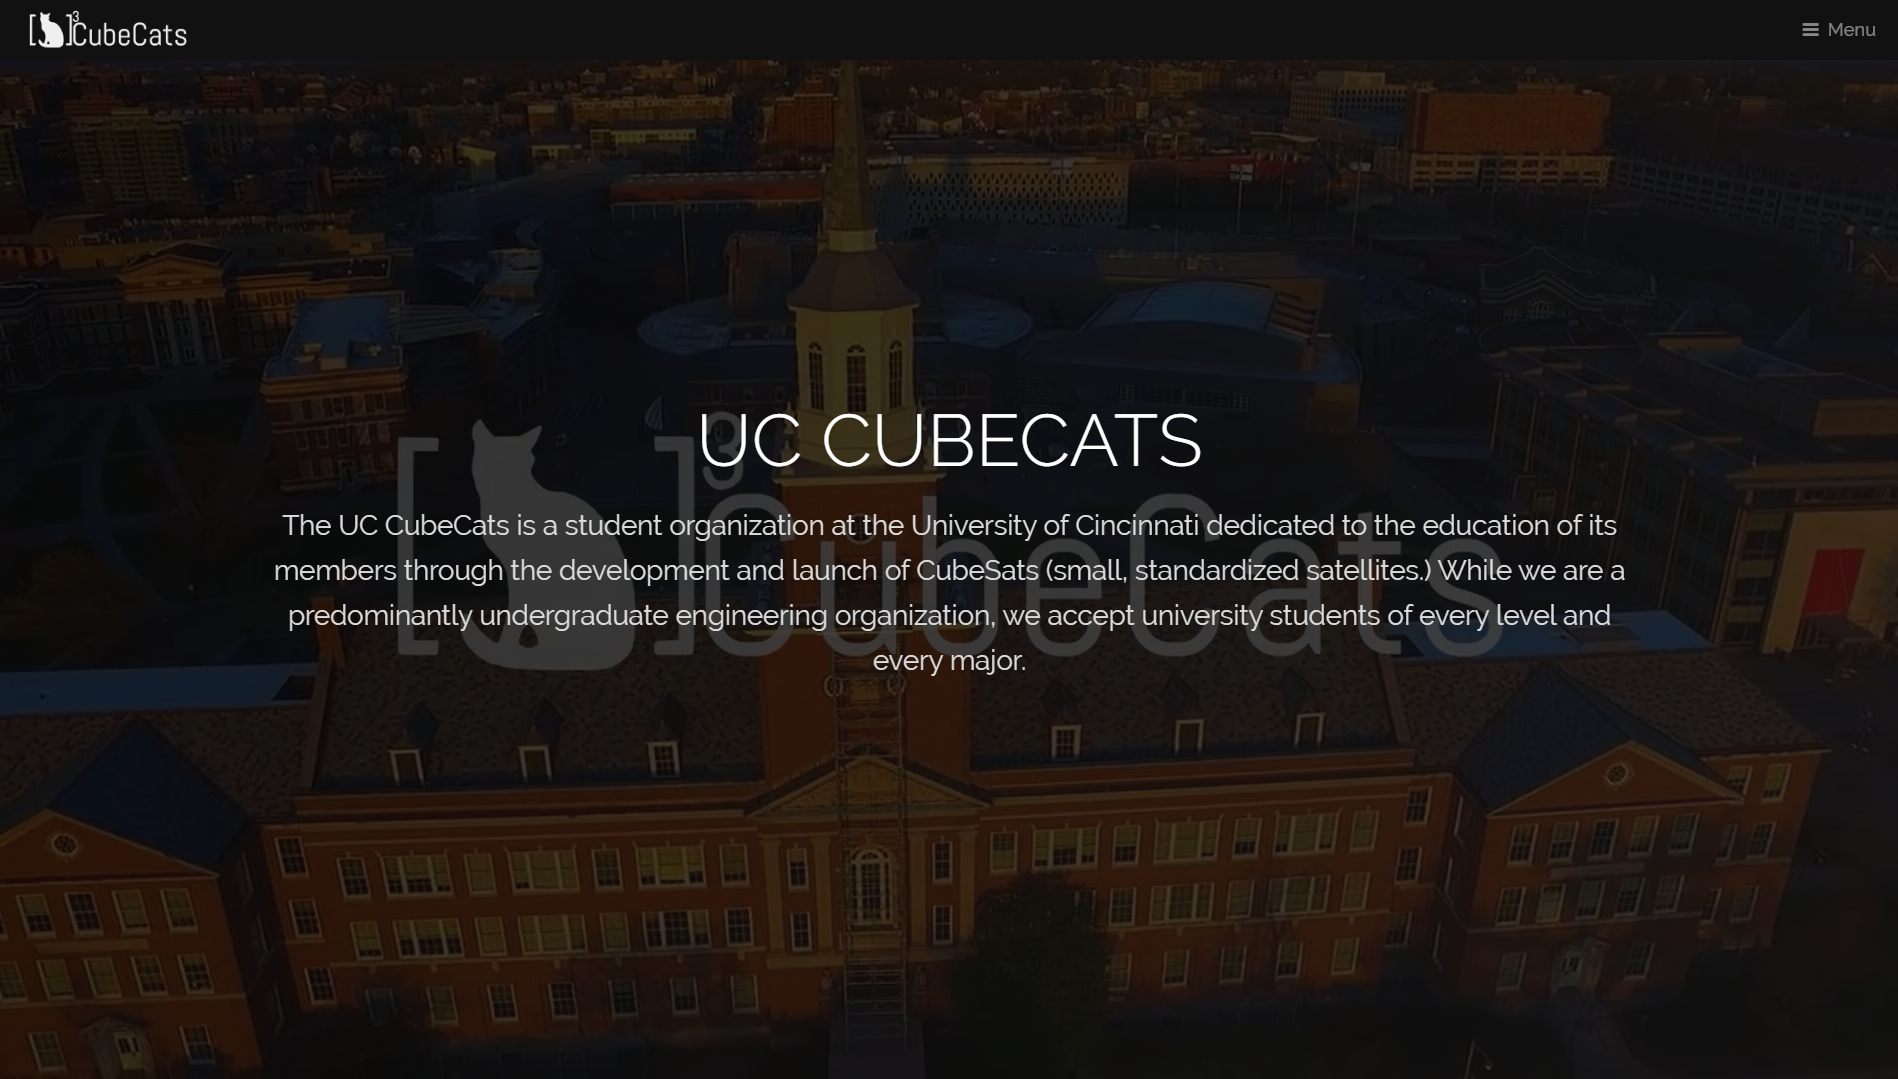 [ ]³CubeCats
Menu
UC CUBECATS
[ ]³CubeCats
The UC CubeCats is a student organization at the University of Cincinnati dedicated to the education of its
members through the development and launch of CubeSats (small, standardized satellites.) While we are a
predominantly undergraduate engineering organization, we accept university students of every level and
every major.